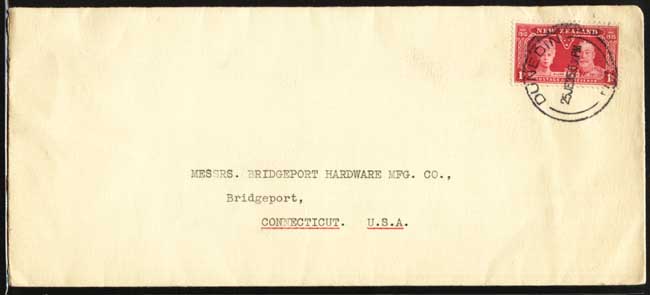 NEW ZEALAND
DUNEDIN
MESSRS. BRIDGEPORT HARDWARE MFG. CO.,
Bridgeport,
CONNECTICUT. U.S.A.